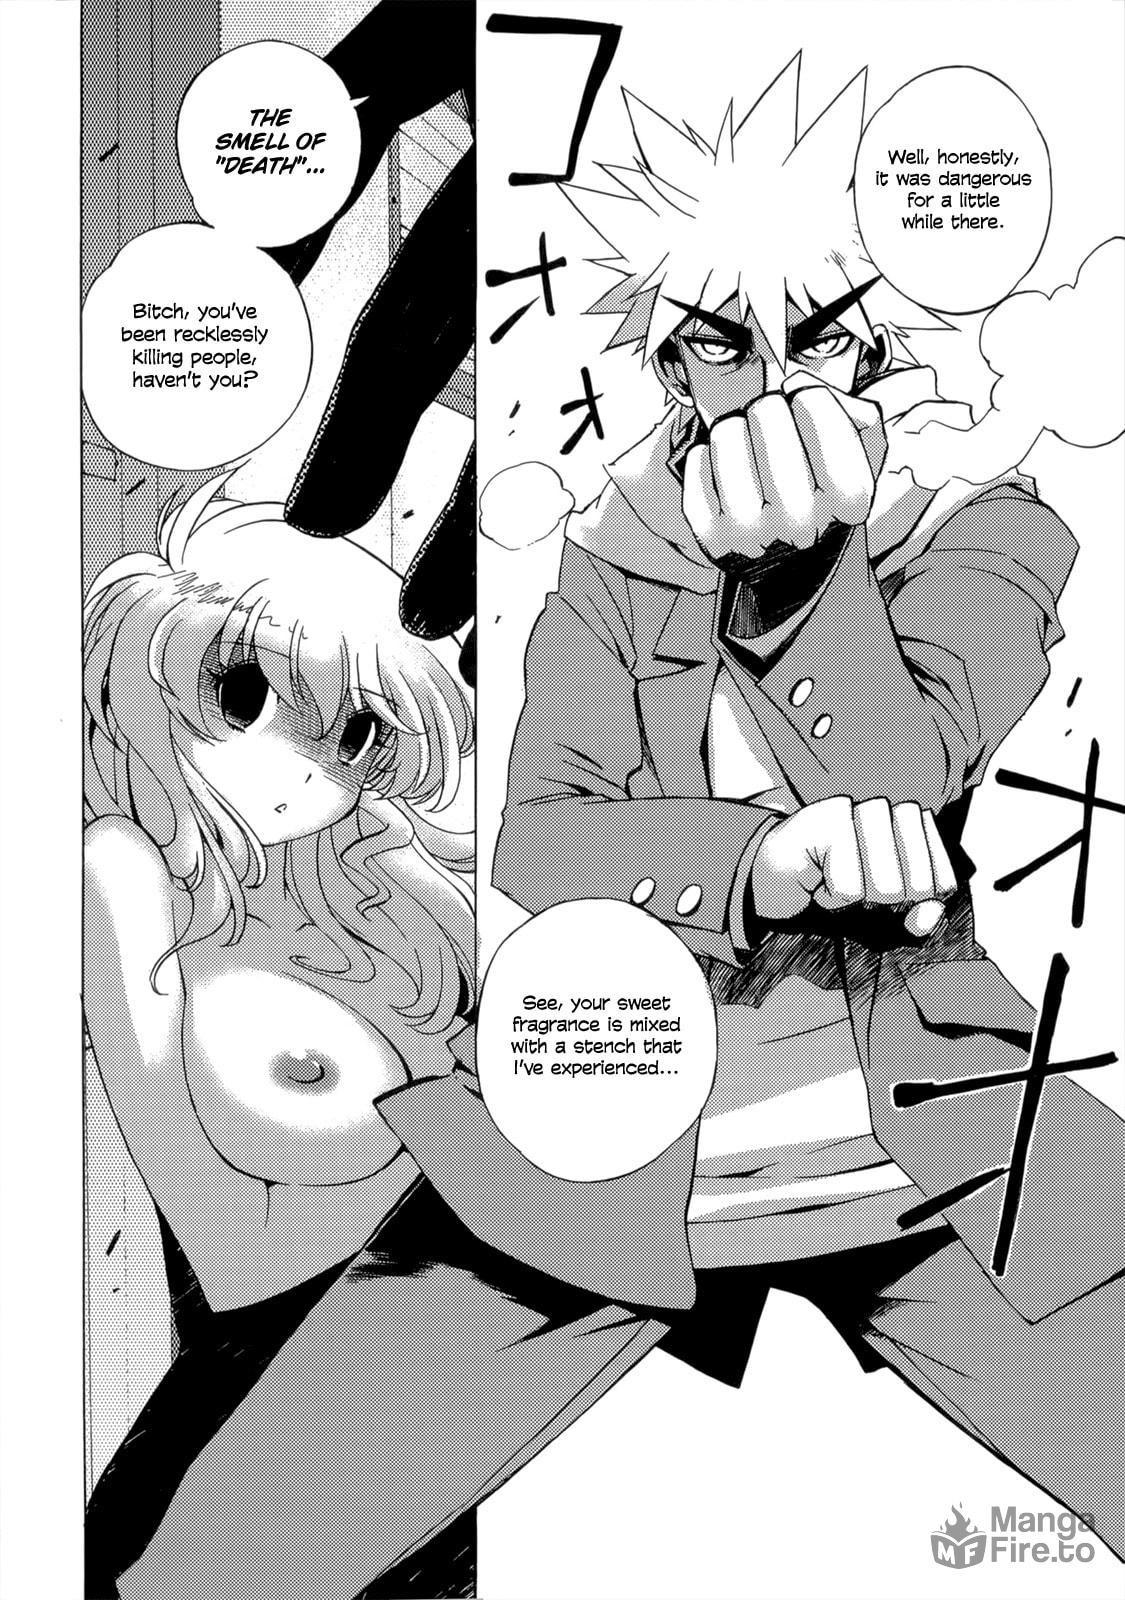 フ
オ
オ
オ
オ
Well, honestly,
it was dangerous
for a little
while there.
See, your sweet
fragrance is mixed
with a stench that
I've experienced...
THE
SMELL OF
"DEATH"...
Bitch, you've
been recklessly
killing people,
haven't you?
Manga
Fire.to
MF